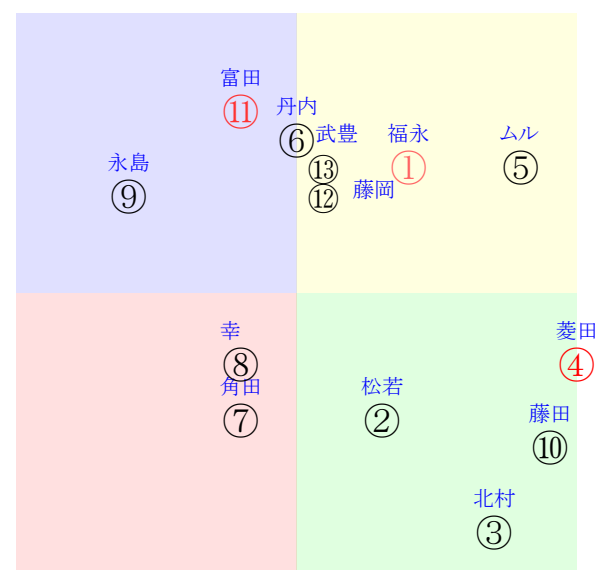 富田
⑪
丹内
⑥
武豊
⑬
福永
①
ムル
⑤
永島
⑨
藤岡
⑫
幸
⑧
菱田
④
角田
⑦
松若
②
藤田
⑩
北村
③